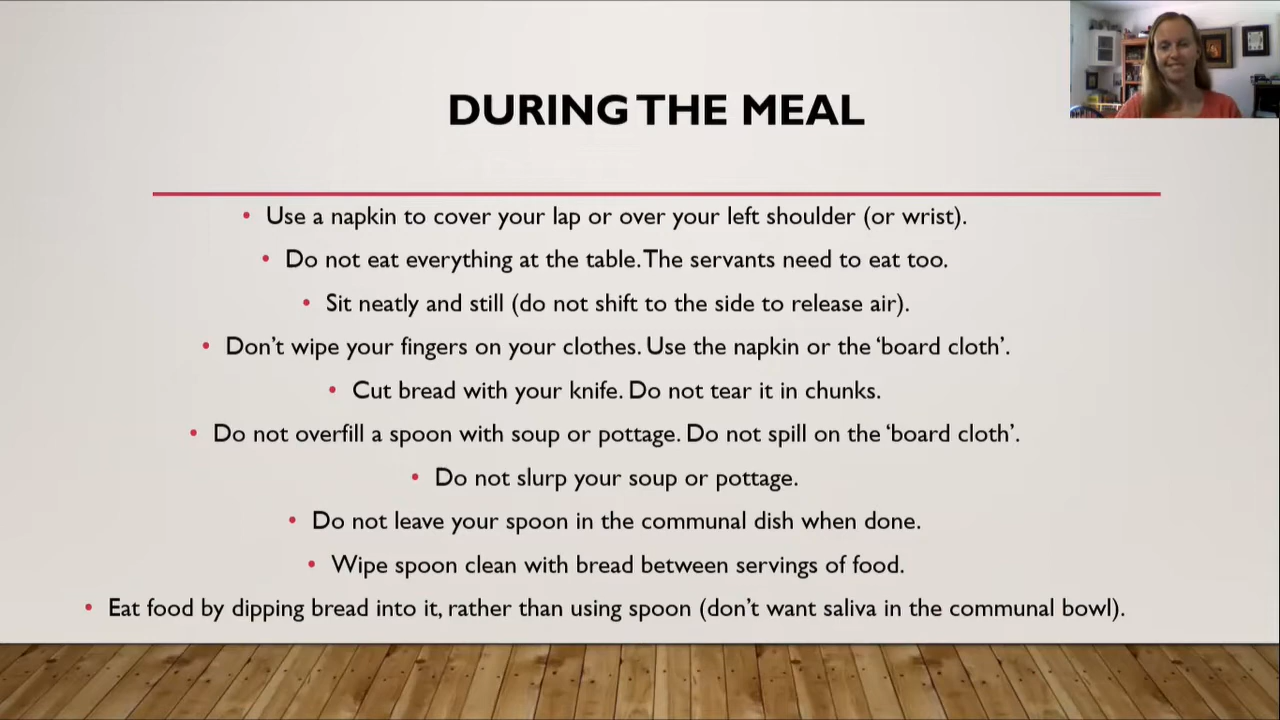 DURING THE MEAL
• Use a napkin to cover your lap or over your left shoulder (or wrist).
• Do not eat everything at the table. The servants need to eat too.
• Sit neatly and still (do not shift to the side to release air).
• Don’t wipe your fingers on your clothes. Use the napkin or the ‘board cloth’.
• Cut bread with your knife. Do not tear it in chunks.
• Do not overfill a spoon with soup or pottage. Do not spill on the ‘board cloth’.
• Do not slurp your soup or pottage.
• Do not leave your spoon in the communal dish when done.
• Wipe spoon clean with bread between servings of food.
• Eat food by dipping bread into it, rather than using spoon (don’t want saliva in the communal bowl).